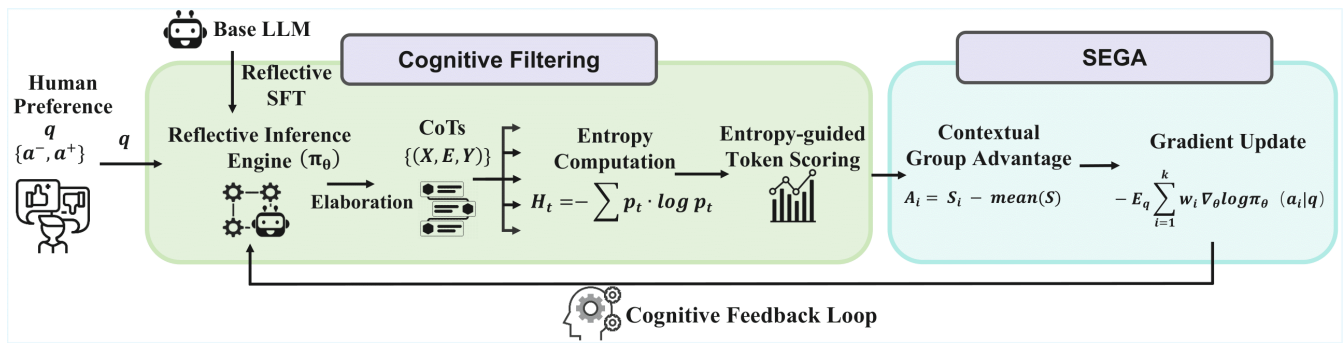 Base LLM
Cognitive Filtering
SEGA
Human
Preference
q
{a⁻, a⁺}
q
Reflective
SFT
Reflective Inference
Engine (π_θ)
Elaboration
CoTs
{(X, E, Y)}
Entropy
Computation
H_t = − ∑ p_t · log p_t
Entropy-guided
Token Scoring
Contextual
Group Advantage
A_i = S_i - mean(S)
Gradient Update
- E_q ∑_{i=1}^{k} w_i ∇_θ logπ_θ (a_i|q)
Cognitive Feedback Loop